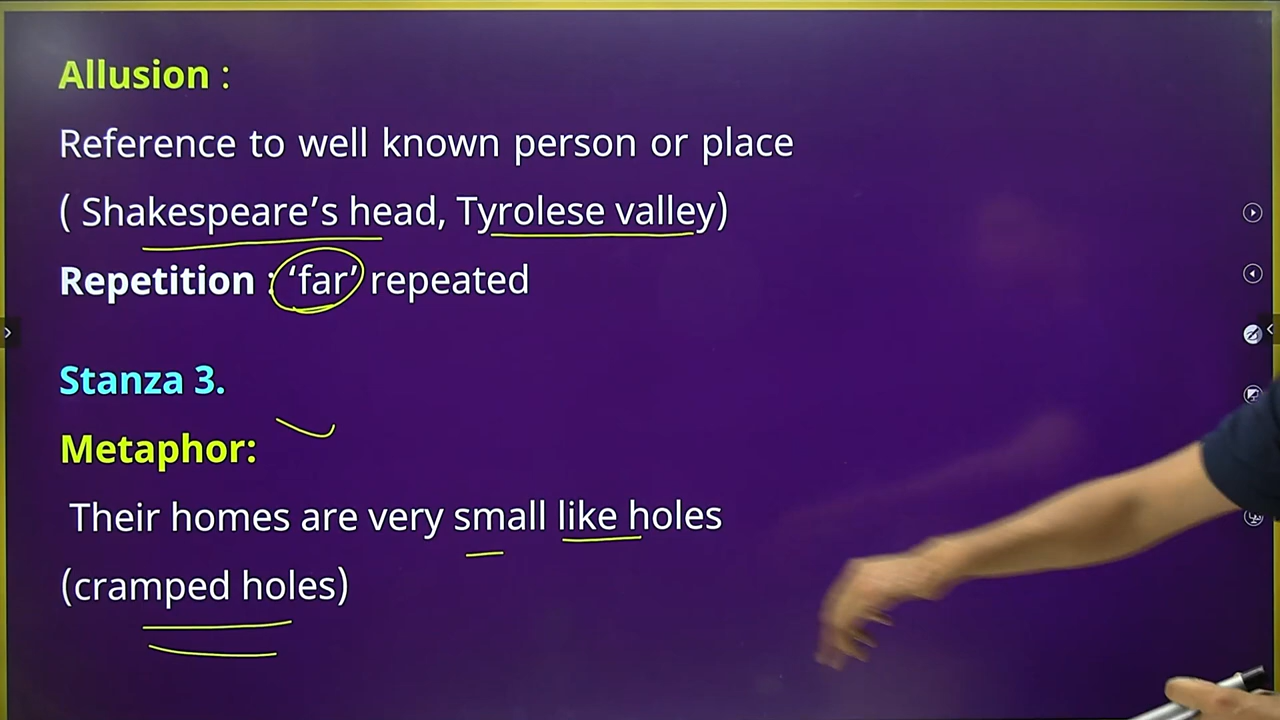 Allusion :
Reference to well known person or place
( Shakespeare’s head, Tyrolese valley)
Repetition : ‘far’ repeated
Stanza 3.
Metaphor:
Their homes are very small like holes
(cramped holes)